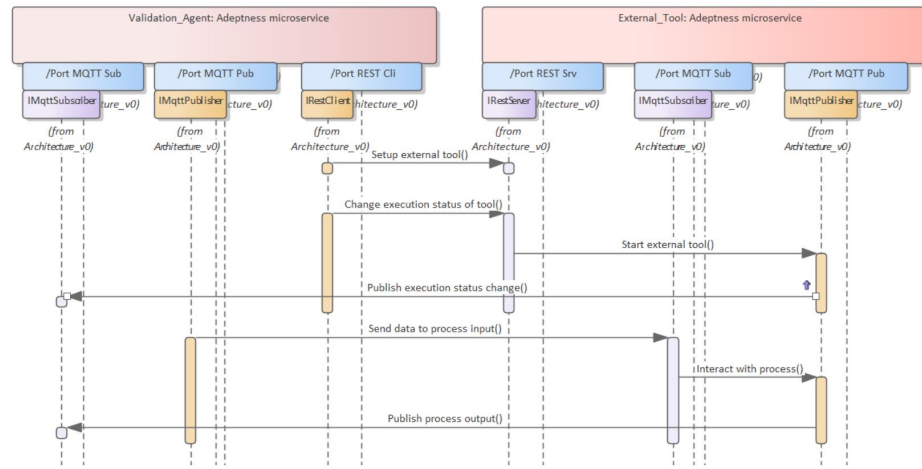 Validation_Agent: Adeptness microservice
External_Tool: Adeptness microservice
/Port MQTT Sub
/Port MQTT Pub
/Port REST Cli
/Port REST Srv
/Port MQTT Sub
/Port MQTT Pub
IMqttSubscriber
IMqttPublisher
IRestClient
IRestServer
IMqttSubscriber
IMqttPublisher
(from
Architecture_v0)
(from
Architecture_v0)
(from
Architecture_v0)
(from
Architecture_v0)
(from
Architecture_v0)
(from
Architecture_v0)
Setup external tool()
Change execution status of tool()
Start external tool()
Publish execution status change()
Send data to process input()
Interact with process()
Publish process output()